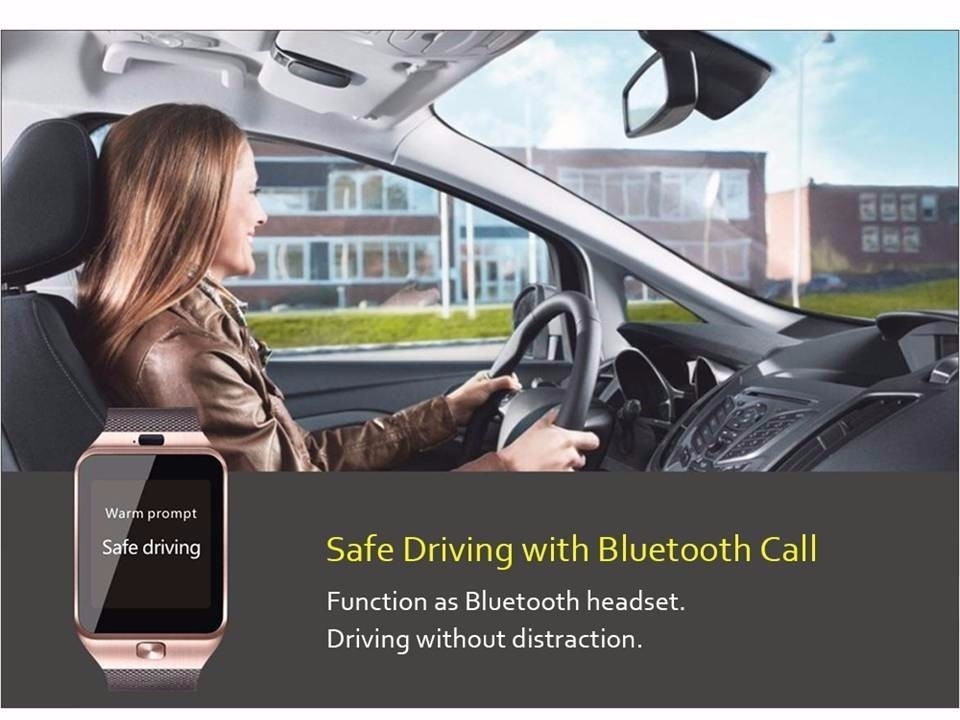 Warm prompt
Safe driving
Safe Driving with Bluetooth Call
Function as Bluetooth headset.
Driving without distraction.